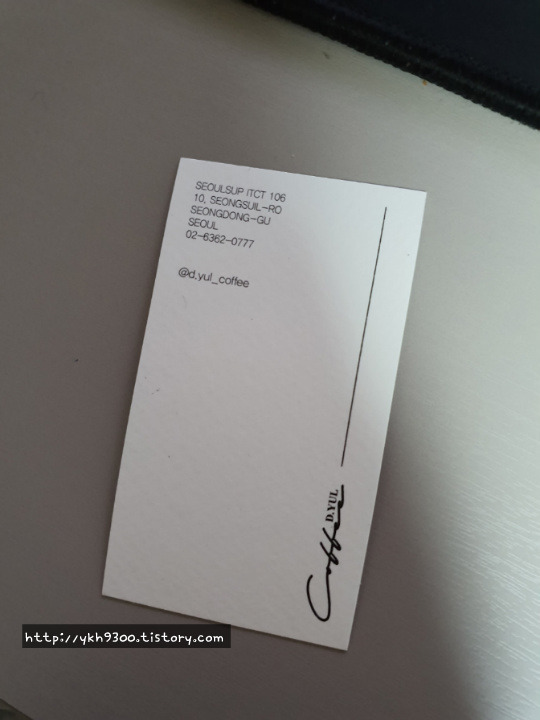 SEOULSUP ITCT 106
10, SEONGSUIL-RO
SEONGDONG-GU
SEOUL
02-6362-0777
@d.yul_coffee
D.YUL
Coffee
http://ykh9300.tistory.com